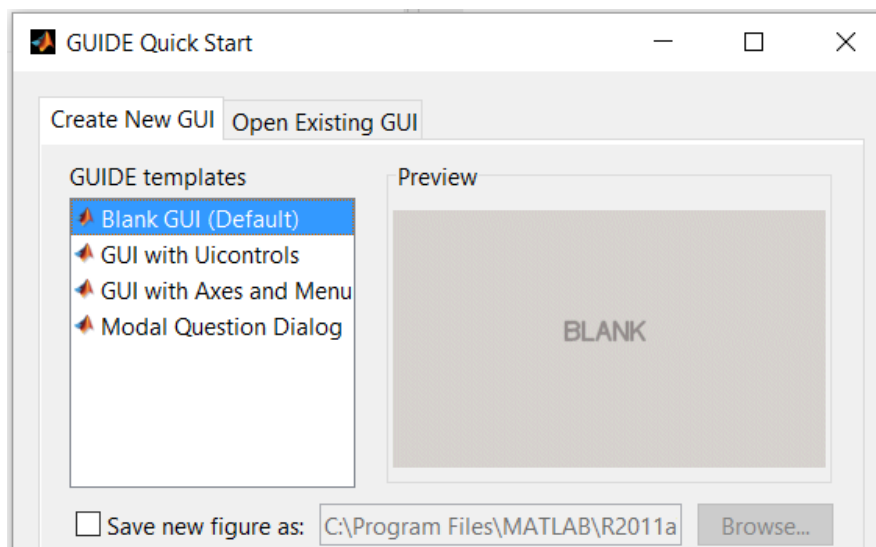 GUIDE Quick Start
Create New GUI
Open Existing GUI
GUIDE templates
Preview
Blank GUI (Default)
GUI with Uicontrols
GUI with Axes and Menu
Modal Question Dialog
BLANK
Save new figure as:
C:\Program Files\MATLAB\R2011a
Browse...